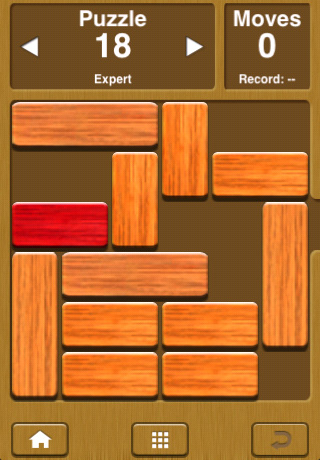 Puzzle
18
Expert
Moves
0
Record: --